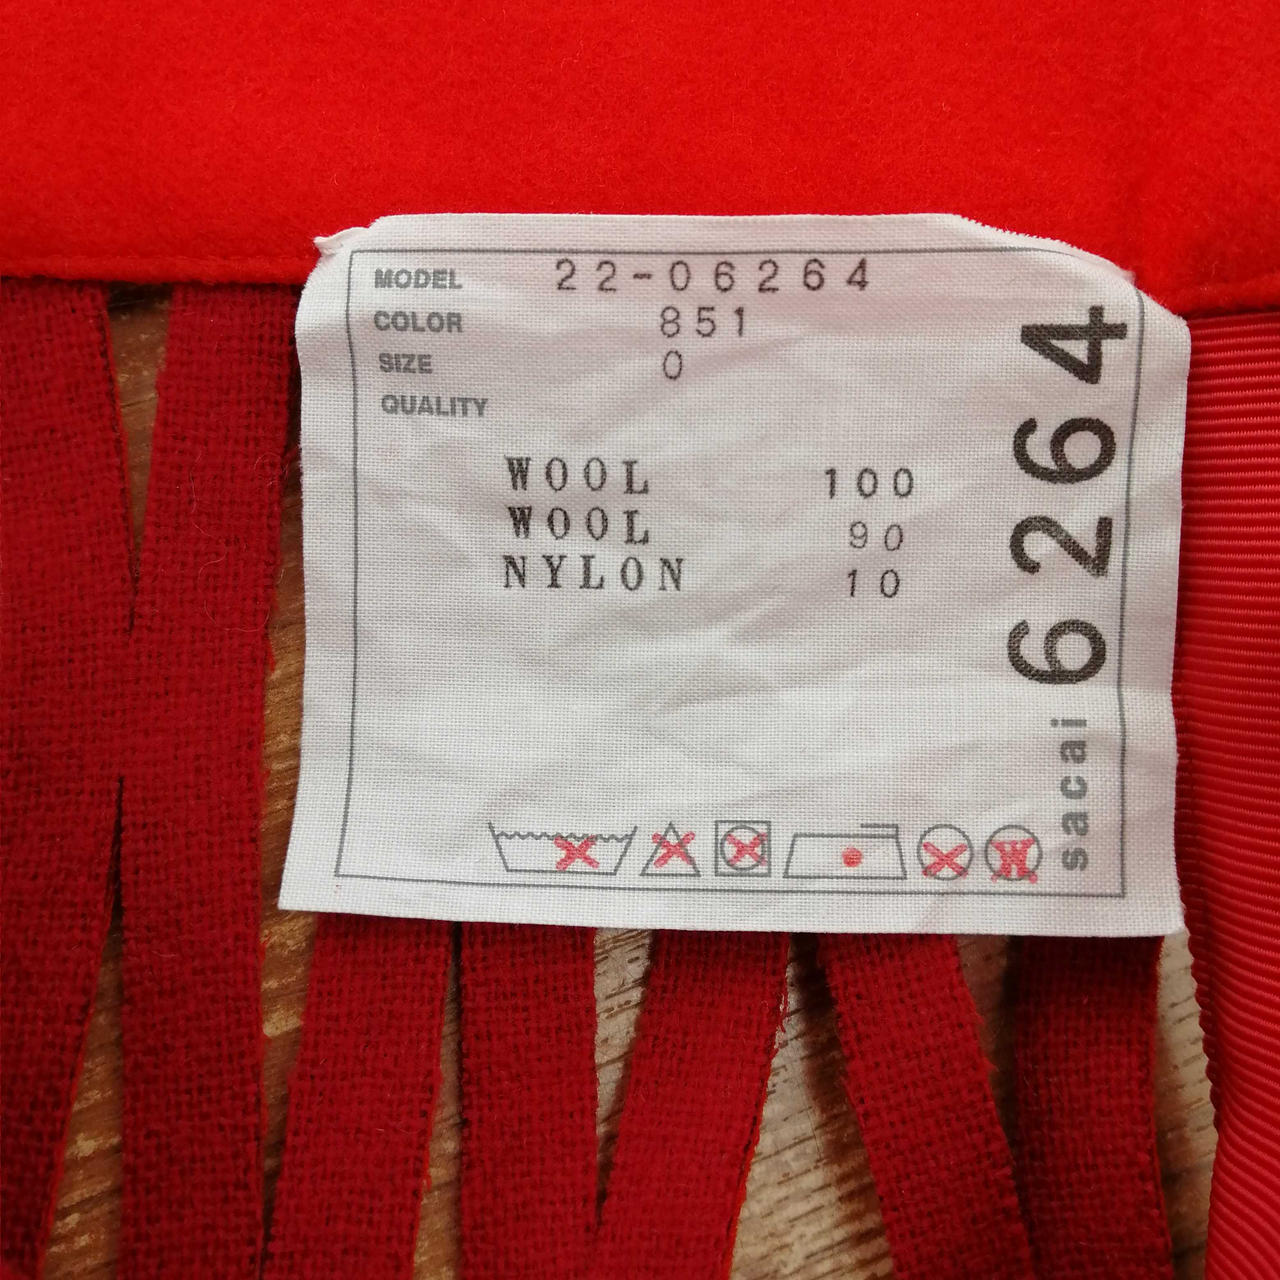 MODEL 22-06264
COLOR 851
SIZE 0
QUALITY
WOOL 100
WOOL 90
NYLON 10
sacai 6264
W